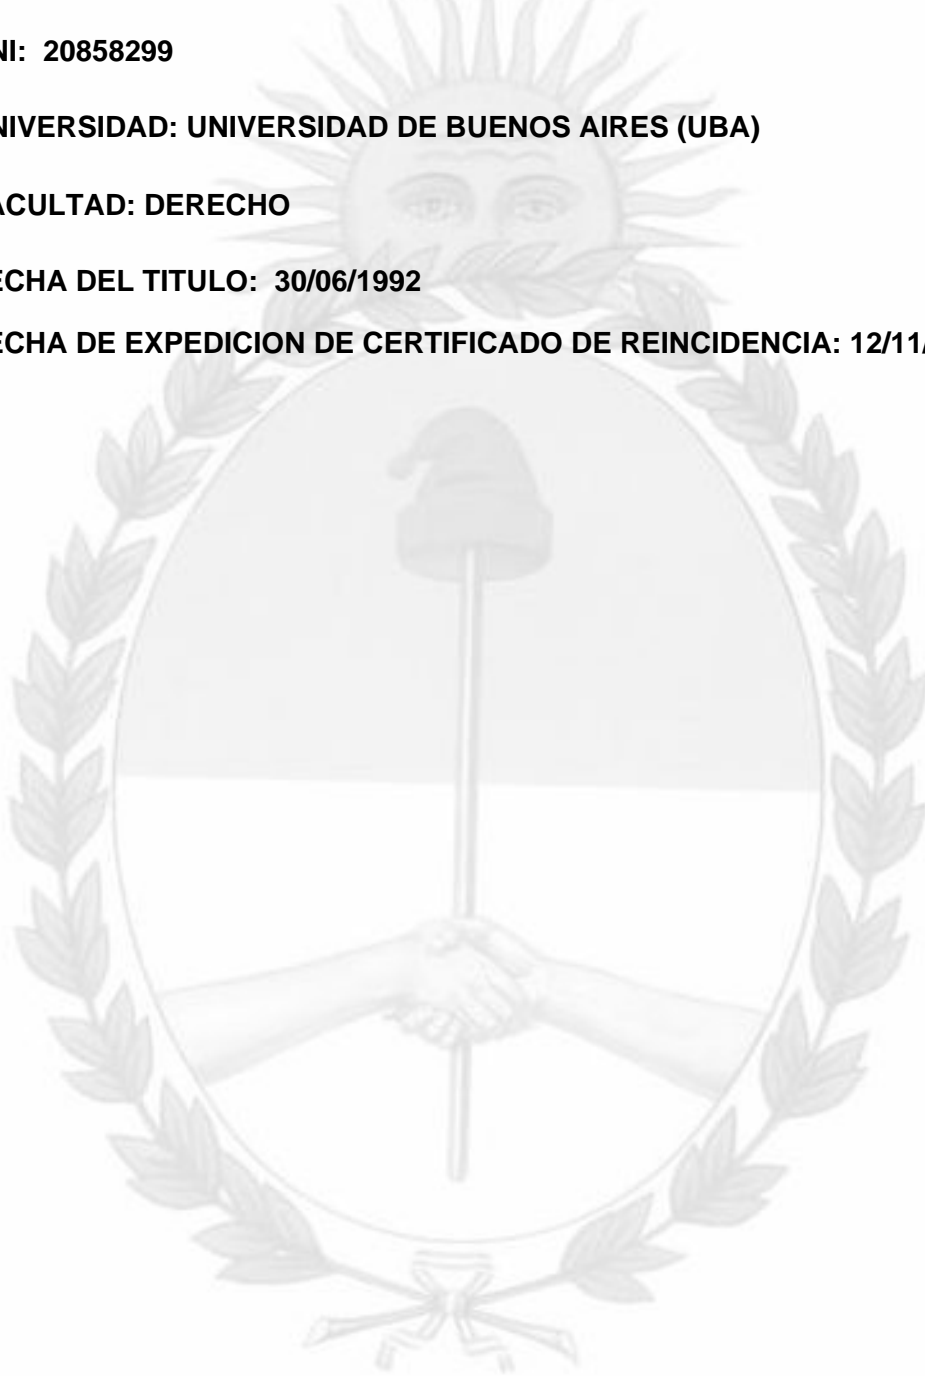 NI: 20858299
NIVERSIDAD: UNIVERSIDAD DE BUENOS AIRES (UBA)
ACULTAD: DERECHO
ECHA DEL TITULO: 30/06/1992
ECHA DE EXPEDICION DE CERTIFICADO DE REINCIDENCIA: 12/11/